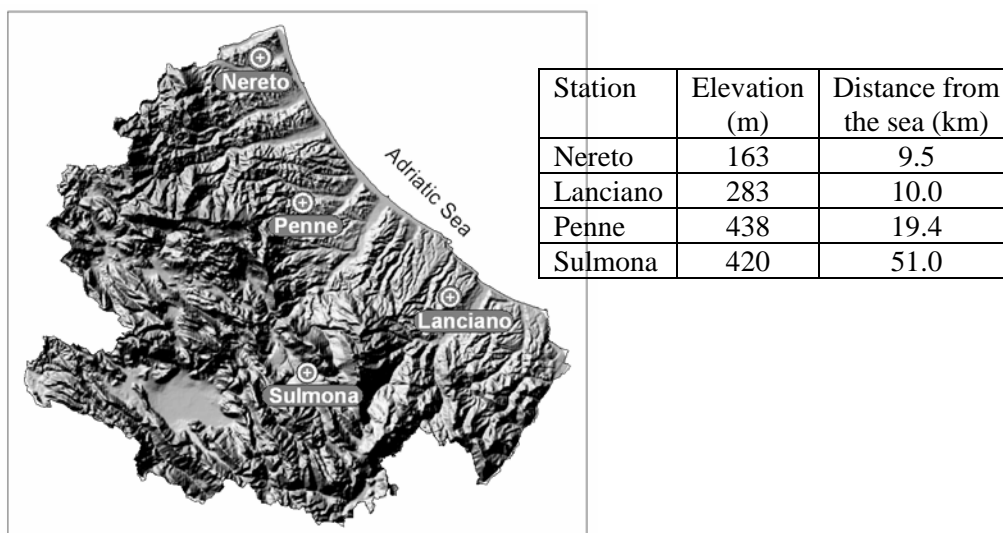 Nereto
Penne
Adriatic Sea
Lanciano
Sulmona
Station Elevation (m) Distance from the sea (km)
Nereto 163 9.5
Lanciano 283 10.0
Penne 438 19.4
Sulmona 420 51.0